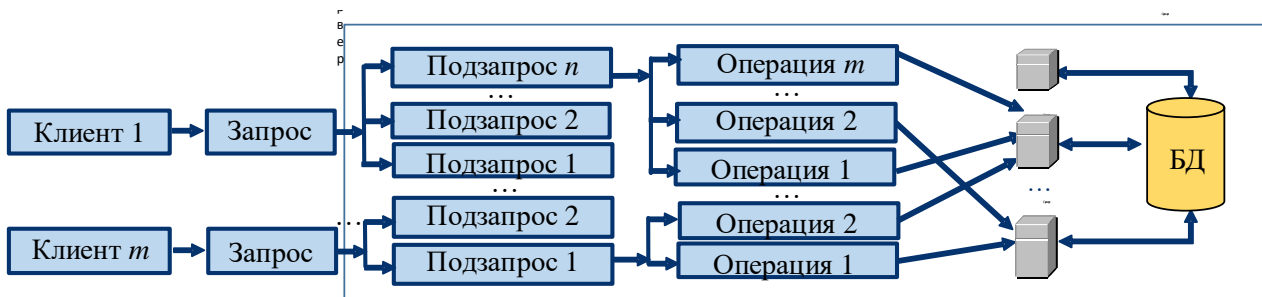 Подзапрос n
Операция m
...
...
Клиент 1
Запрос
Подзапрос 2
Операция 2
Подзапрос 1
Операция 1
БД
...
...
...
...
Подзапрос 2
Операция 2
Клиент m
Запрос
Подзапрос 1
Операция 1